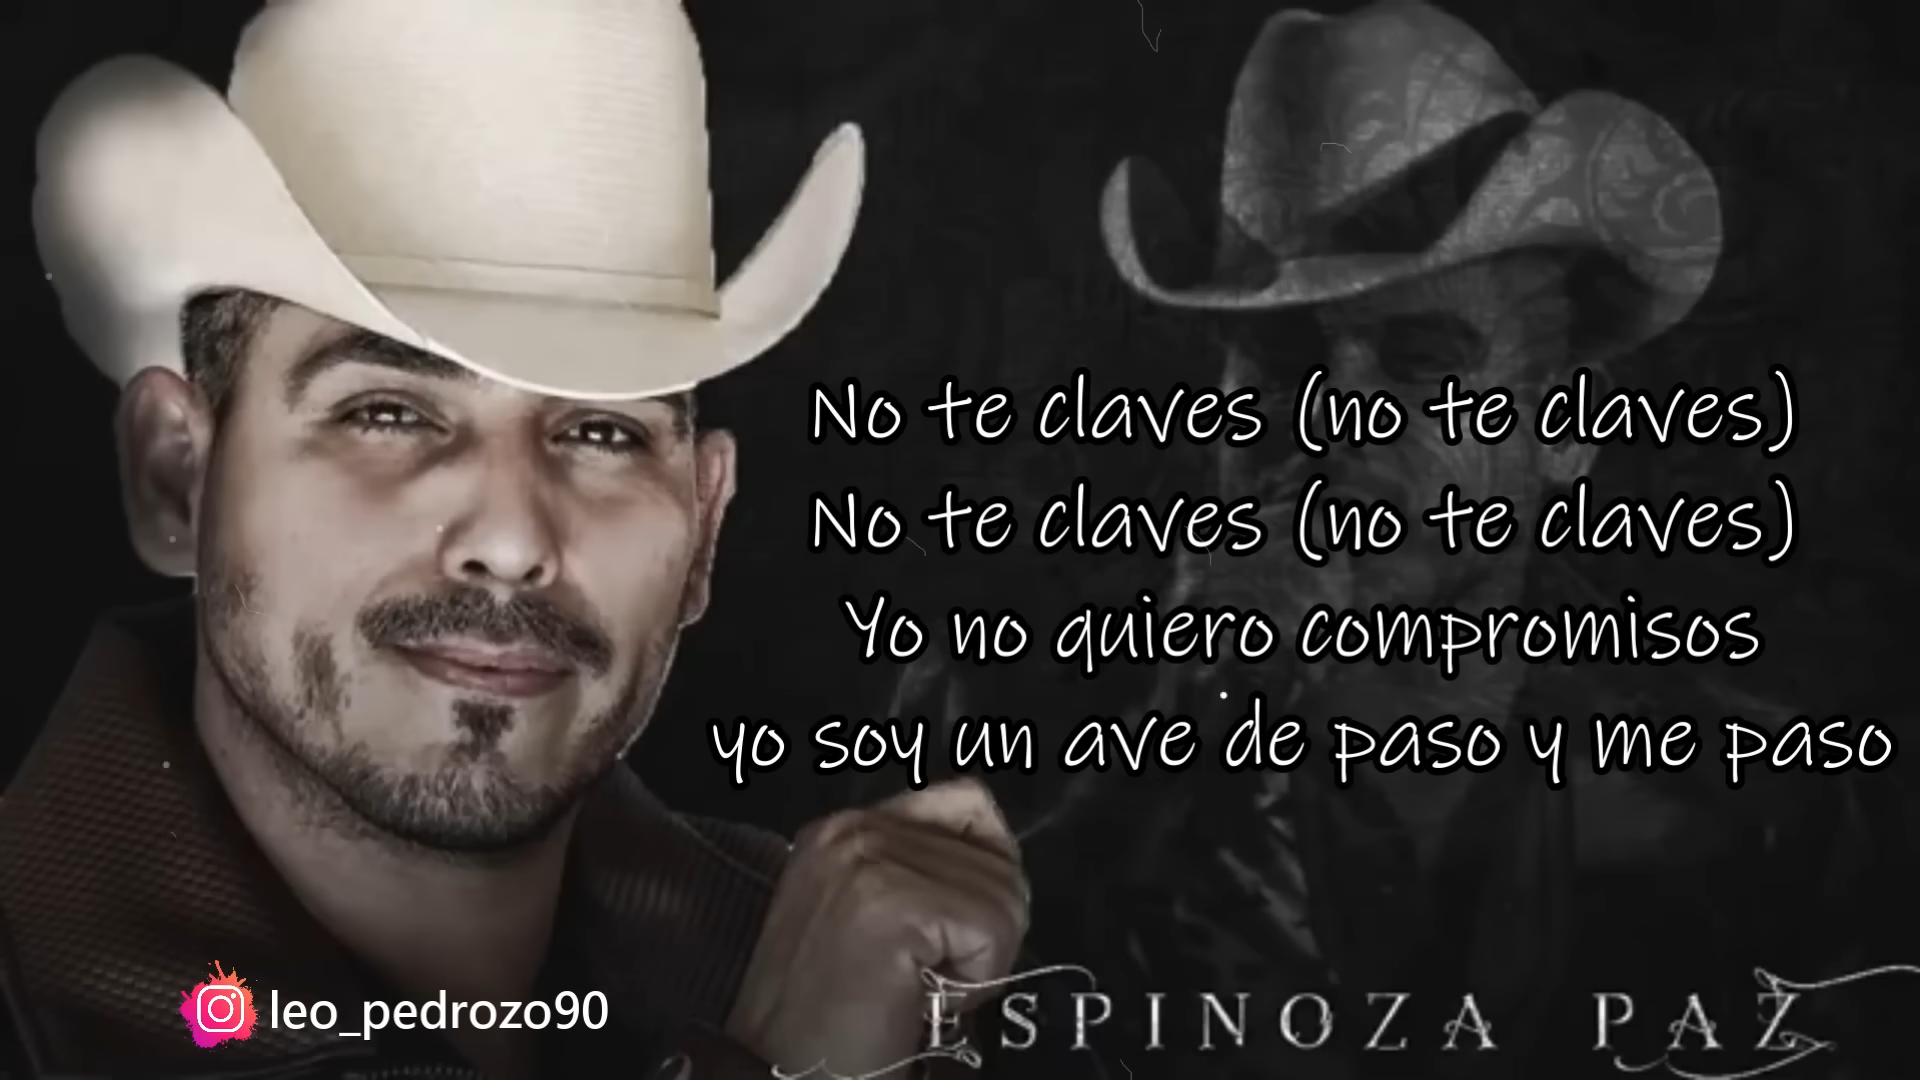 No te claves (no te claves)
No te claves (no te claves)
Yo no quiero compromisos
yo soy un ave de paso y me paso
leo_pedrozo90
ESPINOZA PAZ